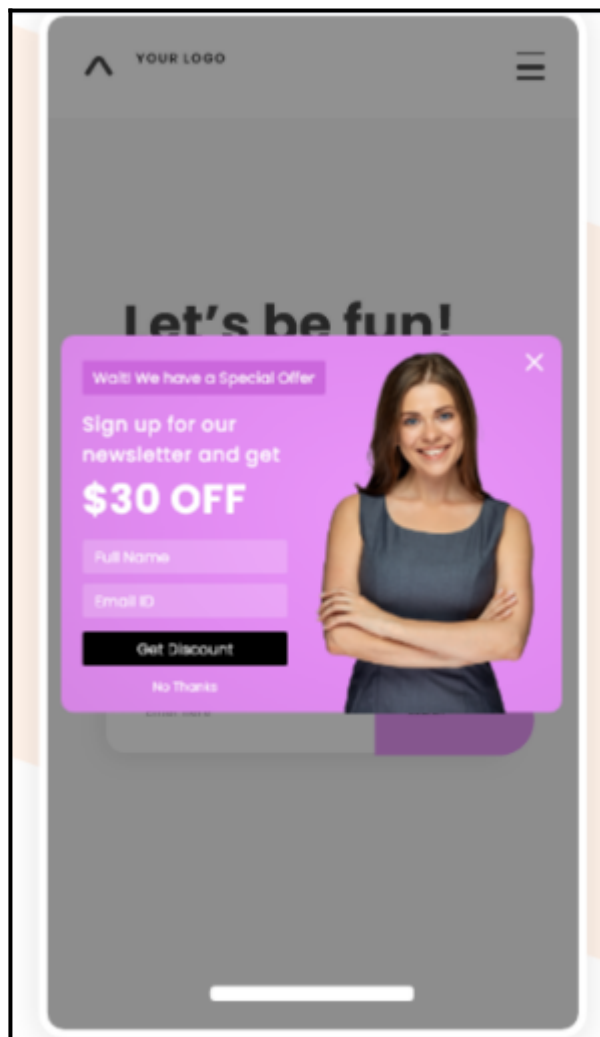 YOUR LOGO
Let's be fun!
Wait! We have a Special Offer
Sign up for our
newsletter and get
$30 OFF
Full Name
Email ID
Get Discount
No Thanks